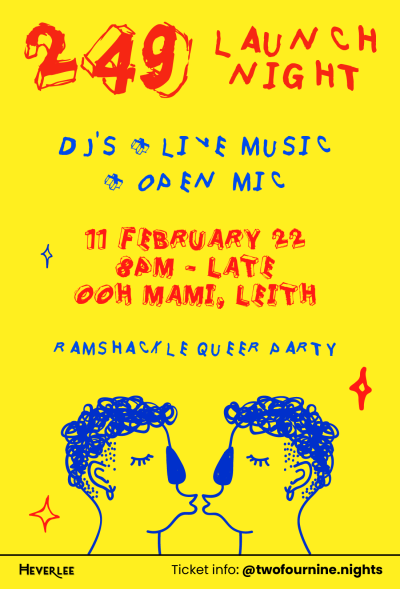 249 LAUNCH
NIGHT
DJ'S LIVE MUSIC
OPEN MIC
11 FEBRUARY 22
8PM - LATE
OOH MAMI, LEITH
RAMSHACKLE QUEER PARTY
HEVERLEE
Ticket info: @twofournine.nights